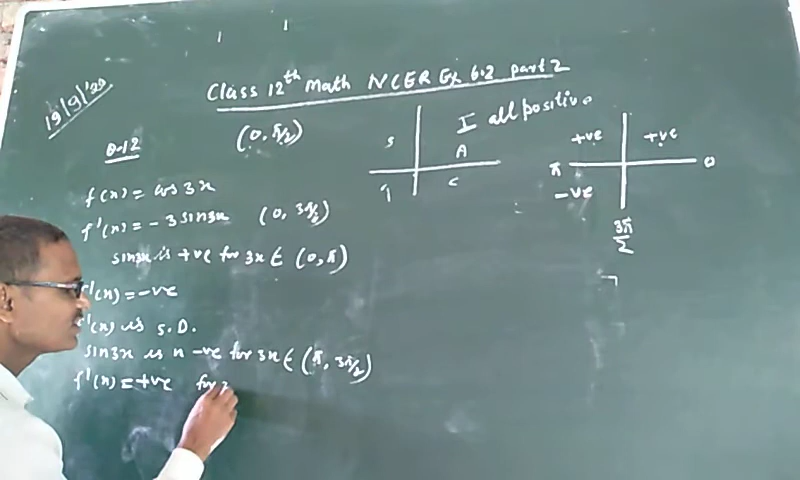 Class 12th Math NCER Ex 6.2 part 2
19/9/'20
Q.12
(0, π/2)
f(x) = cos 3x
f'(x) = -3 sin3x (0, 3π/2)
sin3x is +ve for 3x ∈ (0, π)
f'(x) = -ve
f'(x) is S.D.
sin3x is n -ve for 3x ∈ (π, 3π/2)
f'(x) = +ve for
I all positive
S
A
T
C
+ve +ve
π 0
-ve
3π/2